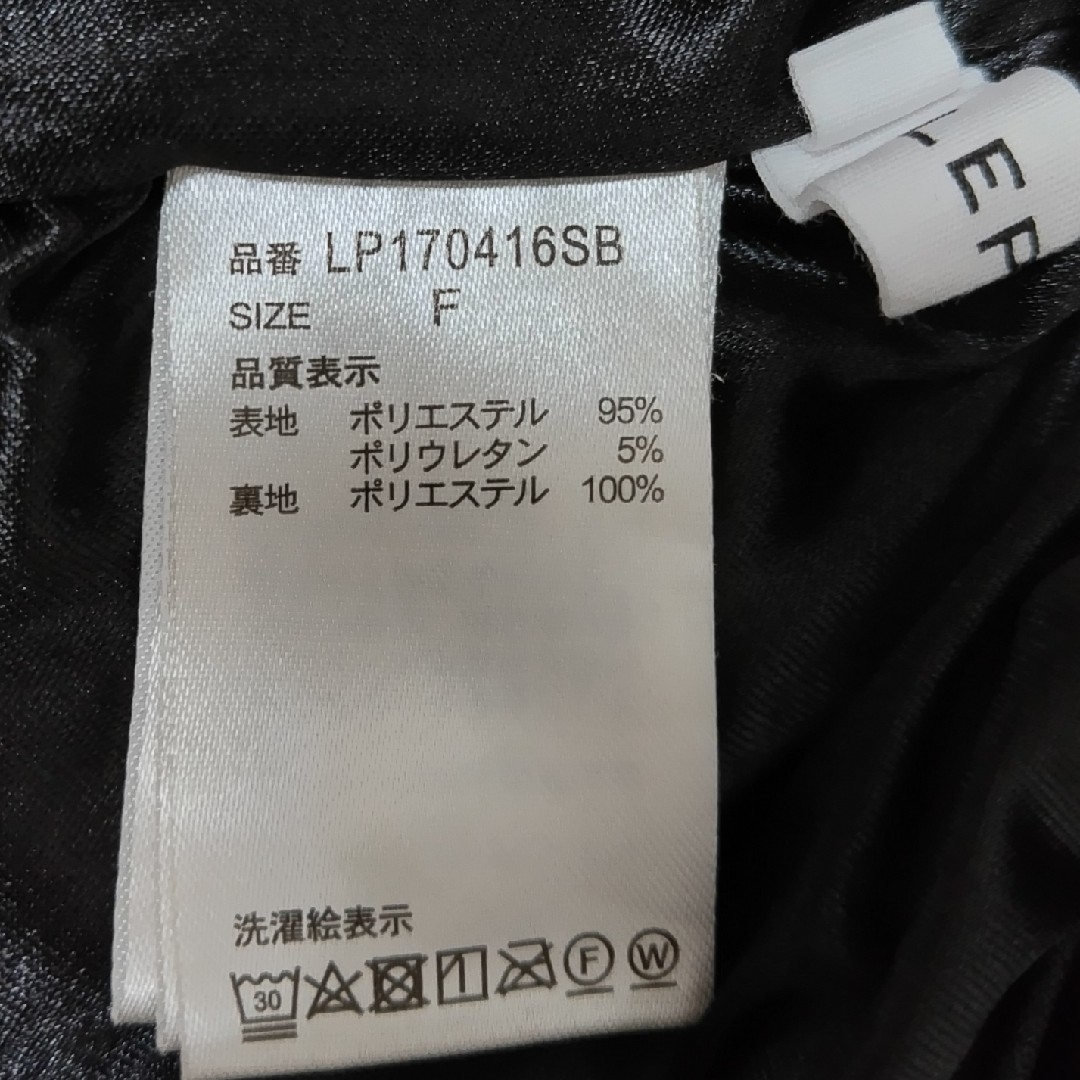 品番 LP170416SB
SIZE F
品質表示
表地 ポリエステル 95%
ポリウレタン 5%
裏地 ポリエステル 100%
洗濯絵表示
30 F W
ER